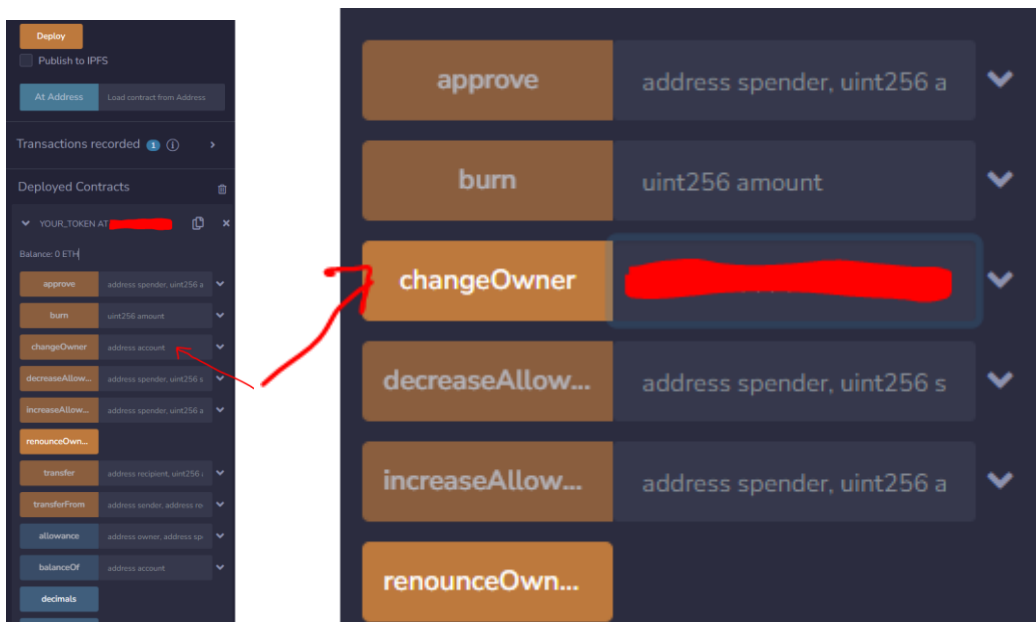 Deploy
Publish to IPFS
At Address Load contract from Address
Transactions recorded 1 i
Deployed Contracts
YOUR_TOKEN AT
Balance: 0 ETH
approve address spender, uint256 a
burn uint256 amount
changeOwner address account
decreaseAllow... address spender, uint256 s
increaseAllow... address spender, uint256 a
renounceOwn...
transfer address recipient, uint256
transferFrom address sender, address re
allowance address owner, address sp
balanceOf address account
decimals
approve address spender, uint256 a
burn uint256 amount
changeOwner
decreaseAllow... address spender, uint256 s
increaseAllow... address spender, uint256 a
renounceOwn...